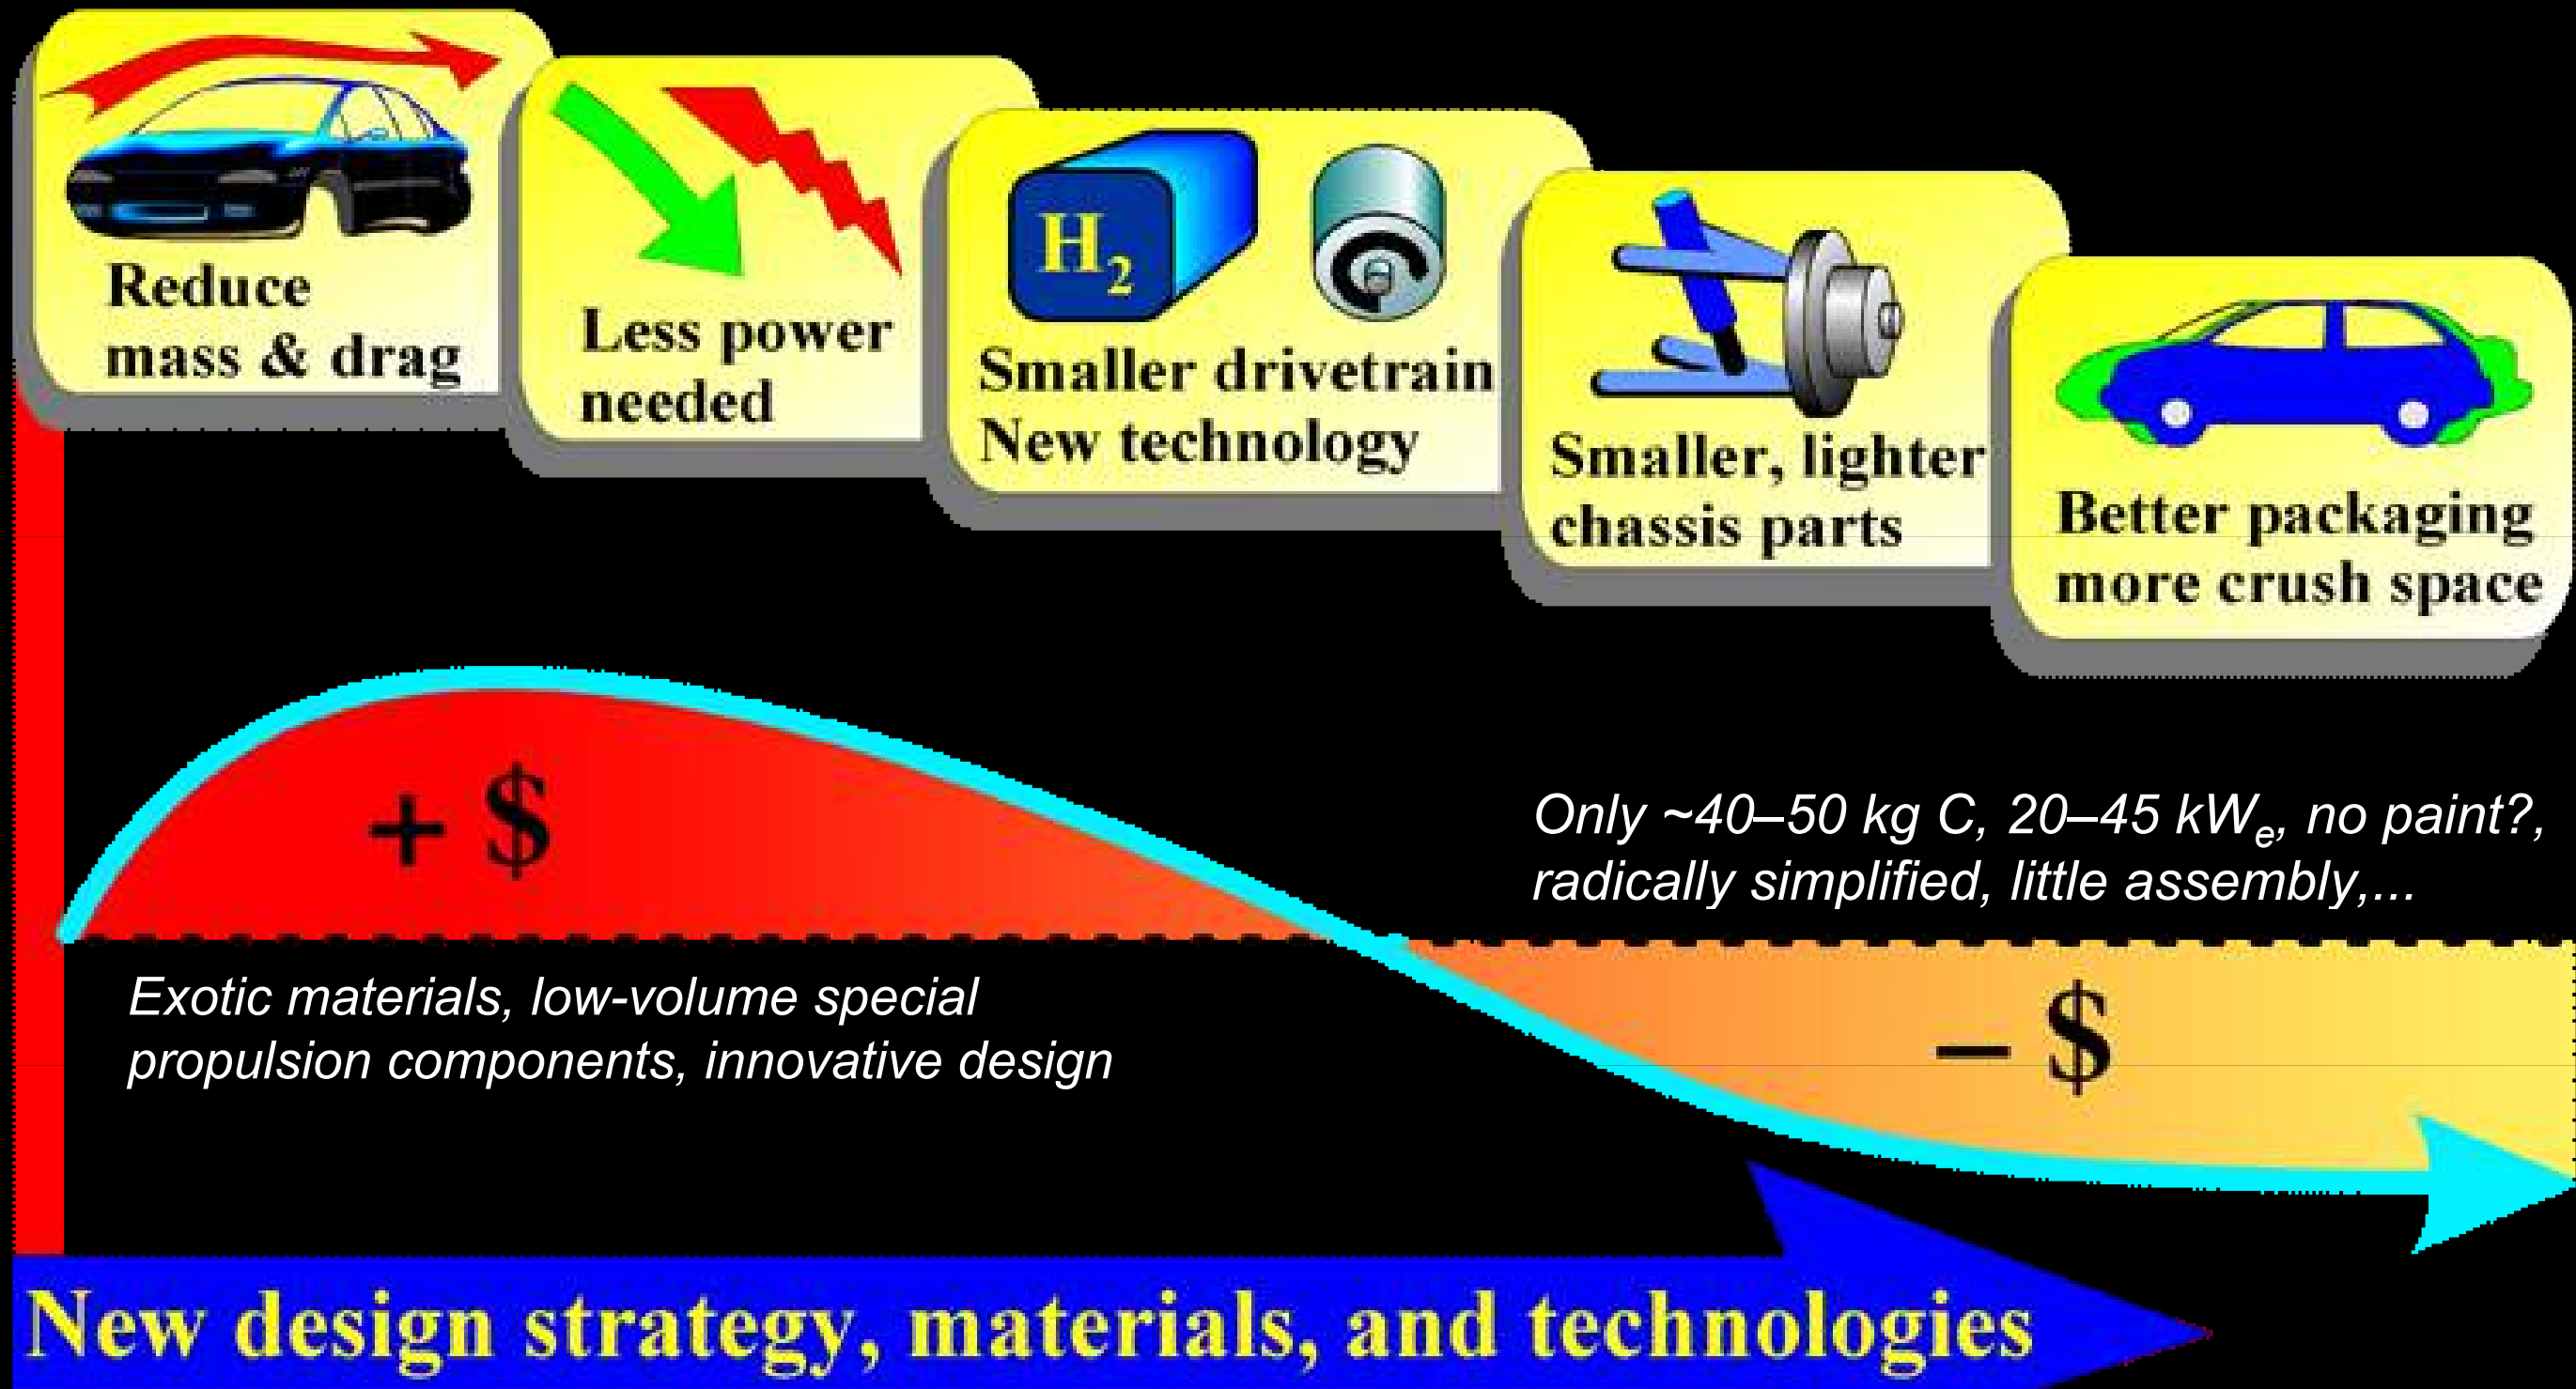 Reduce
mass & drag
Less power
needed
H2
Smaller drivetrain
New technology
Smaller, lighter
chassis parts
Better packaging
more crush space
+ $
Only ~40–50 kg C, 20–45 kWe, no paint?,
radically simplified, little assembly,...
Exotic materials, low-volume special
propulsion components, innovative design
– $
New design strategy, materials, and technologies